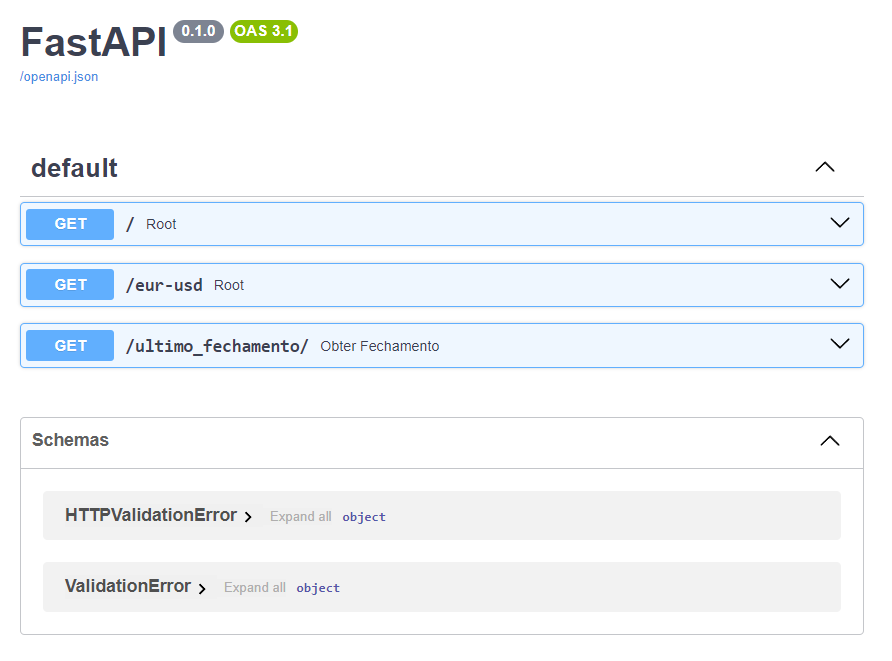 FastAPI 0.1.0 OAS 3.1
/openapi.json
default
GET / Root
GET /eur-usd Root
GET /ultimo_fechamento/ Obter Fechamento
Schemas
HTTPValidationError Expand all object
ValidationError Expand all object